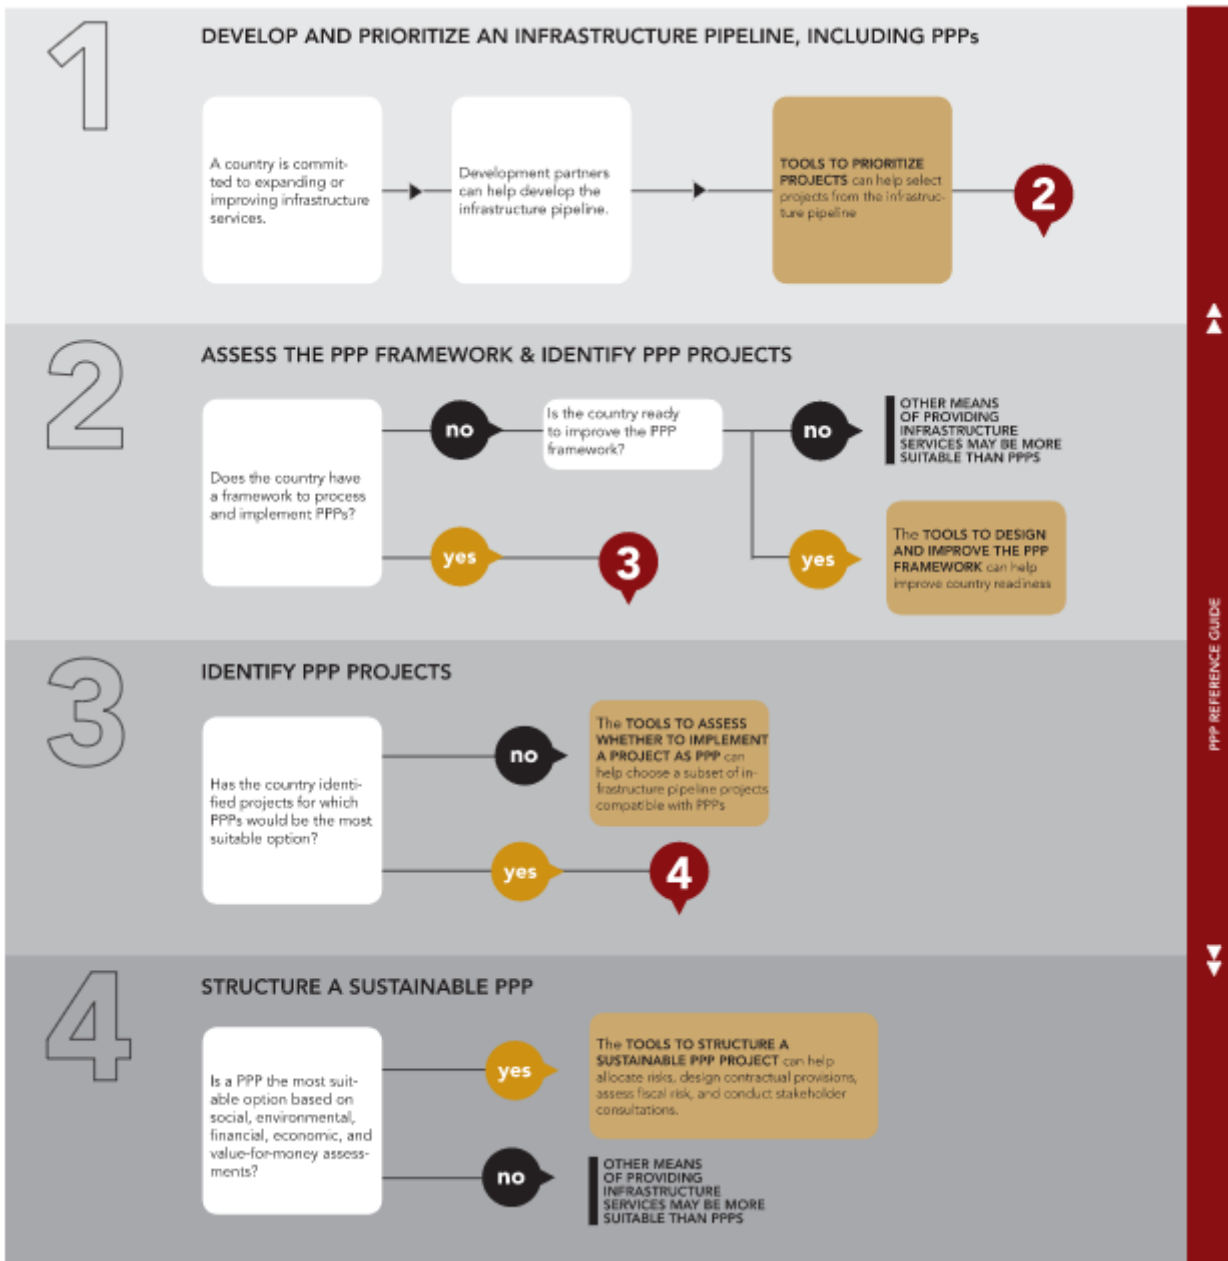 1
DEVELOP AND PRIORITIZE AN INFRASTRUCTURE PIPELINE, INCLUDING PPPs
A country is commit-
ted to expanding or
improving infrastructure
services.
Development partners
can help develop the
infrastructure pipeline.
TOOLS TO PRIORITIZE
PROJECTS can help select
projects from the infrastruc-
ture pipeline
2
2
ASSESS THE PPP FRAMEWORK & IDENTIFY PPP PROJECTS
Does the country have
a framework to process
and implement PPPs?
no
Is the country ready
to improve the PPP
framework?
no
OTHER MEANS
OF PROVIDING
INFRASTRUCTURE
SERVICES MAY BE MORE
SUITABLE THAN PPPS
yes
3
yes
The TOOLS TO DESIGN
AND IMPROVE THE PPP
FRAMEWORK can help
improve country readiness
3
IDENTIFY PPP PROJECTS
Has the country identi-
fied projects for which
PPPs would be the most
suitable option?
no
The TOOLS TO ASSESS
WHETHER TO IMPLEMENT
A PROJECT AS PPP can
help choose a subset of in-
frastructure pipeline projects
compatible with PPPs
yes
4
4
STRUCTURE A SUSTAINABLE PPP
Is a PPP the most suit-
able option based on
social, environmental,
financial, economic, and
value-for-money assess-
ments?
yes
The TOOLS TO STRUCTURE A
SUSTAINABLE PPP PROJECT can help
allocate risks, design contractual provisions,
assess fiscal risk, and conduct stakeholder
consultations.
no
OTHER MEANS
OF PROVIDING
INFRASTRUCTURE
SERVICES MAY BE MORE
SUITABLE THAN PPPS
PPP REFERENCE GUIDE